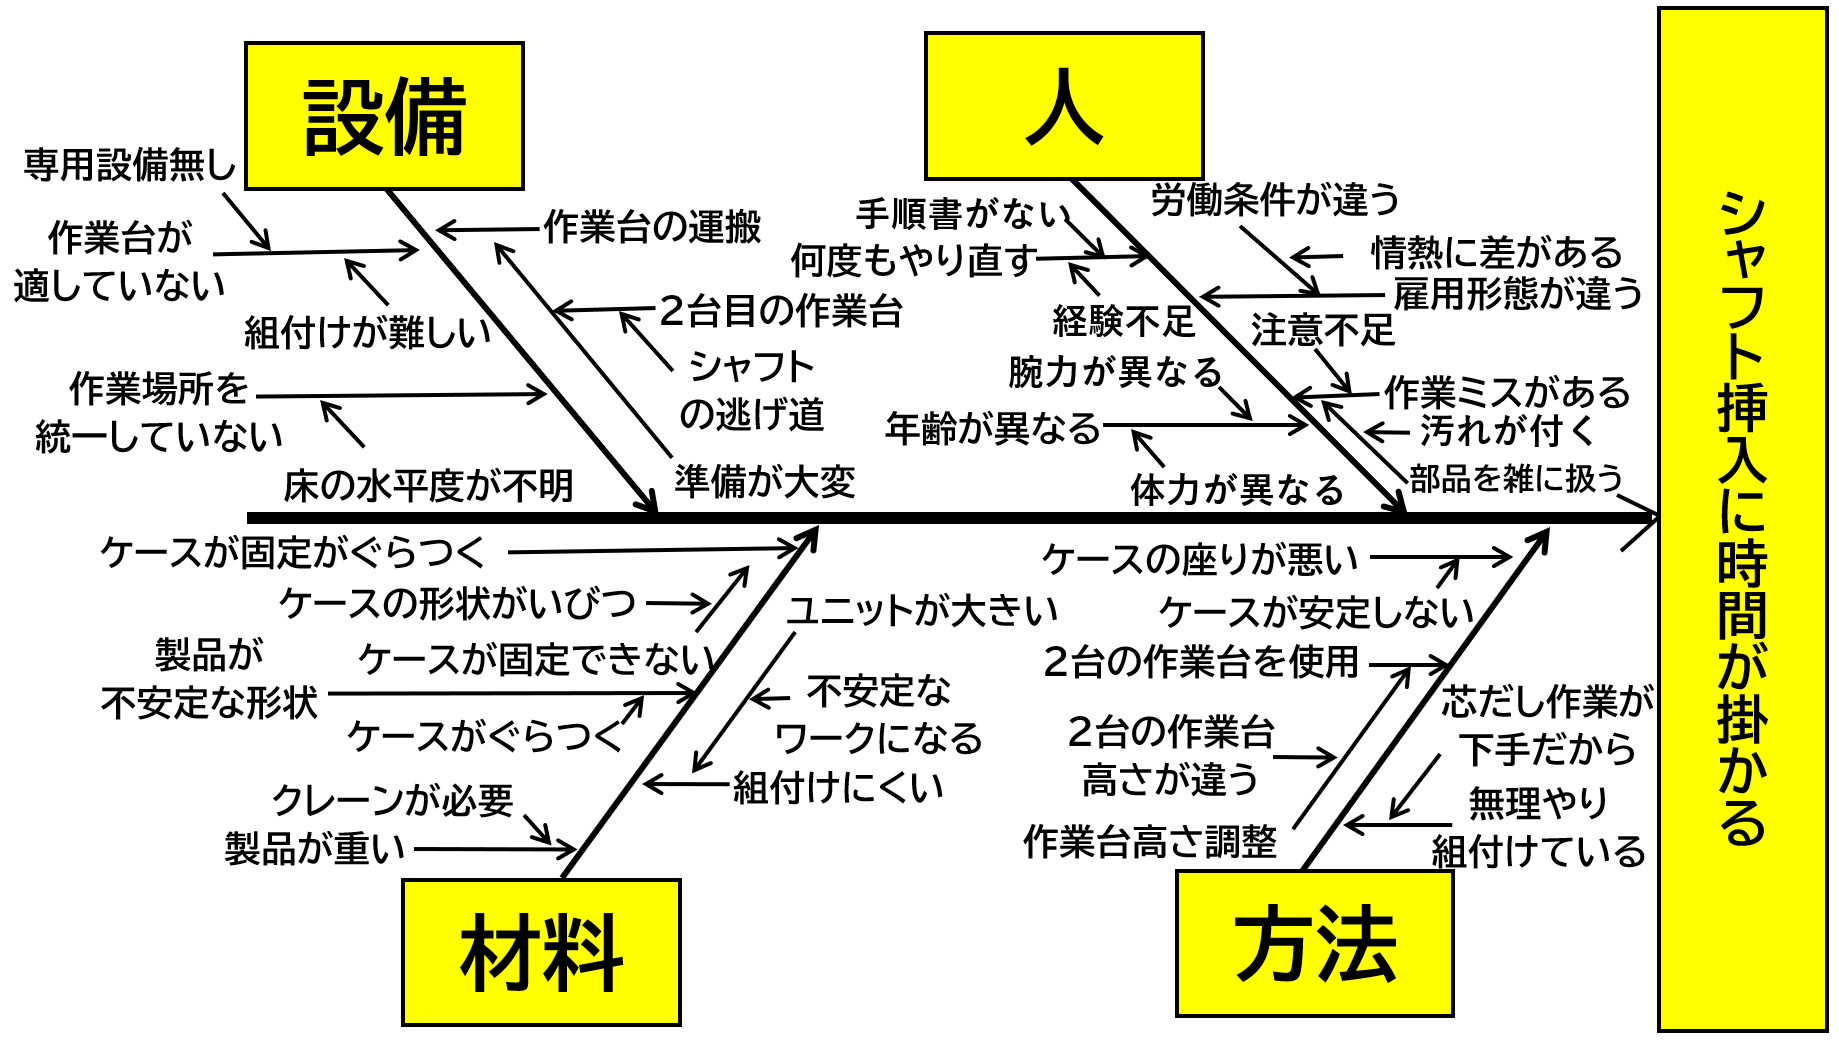 設備
専用設備無し
作業台が
適していない
組付けが難しい
作業場所を
統一していない
床の水平度が不明
作業台の運搬
2台目の作業台
シャフト
の逃げ道
準備が大変
人
手順書がない
何度もやり直す
経験不足
腕力が異なる
年齢が異なる
体力が異なる
労働条件が違う
情熱に差がある
雇用形態が違う
注意不足
作業ミスがある
汚れが付く
部品を雑に扱う
シャフト挿入に時間が掛かる
ケースが固定がぐらつく
ケースの形状がいびつ
ケースが固定できない
製品が
不安定な形状
ケースがぐらつく
クレーンが必要
製品が重い
ユニットが大きい
不安定な
ワークになる
組付けにくい
材料
ケースの座りが悪い
ケースが安定しない
2台の作業台を使用
2台の作業台
高さが違う
作業台高さ調整
芯だし作業が
下手だから
無理やり
組付けている
方法